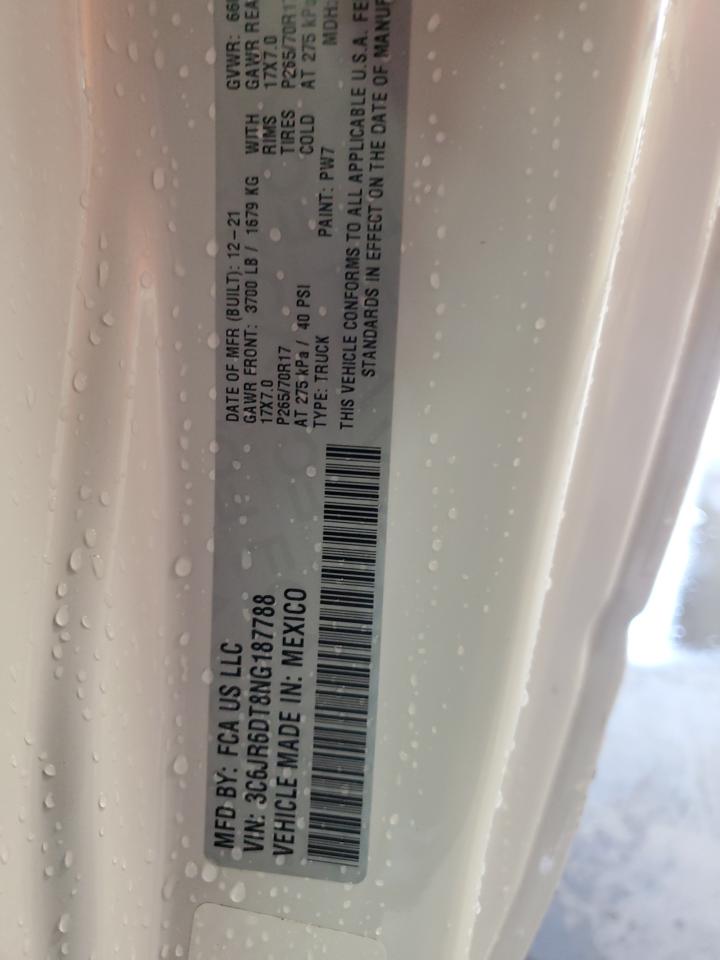 MFD BY: FCA US LLC
VIN: 3C6JR6DT8NG187788
VEHICLE MADE IN: MEXICO
DATE OF MFR (BUILT): 12-21
GVWR:
GAWR FRONT: 3700 LB / 1679 KG WITH GAWR
17X7.0 RIMS 17X7.0
P265/70R17 TIRES P265/70R17
AT 275 kPa / 40 PSI COLD AT 275 kPa
TYPE: TRUCK PAINT: PW7 MDH:
THIS VEHICLE CONFORMS TO ALL APPLICABLE U.S.A.
STANDARDS IN EFFECT ON THE DATE OF